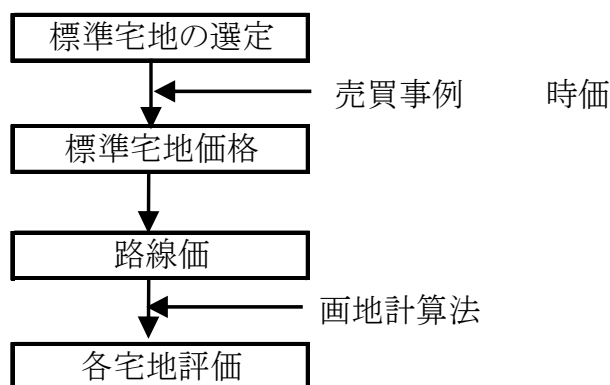 標準宅地の選定
売買事例 時価
標準宅地価格
路線価
画地計算法
各宅地評価